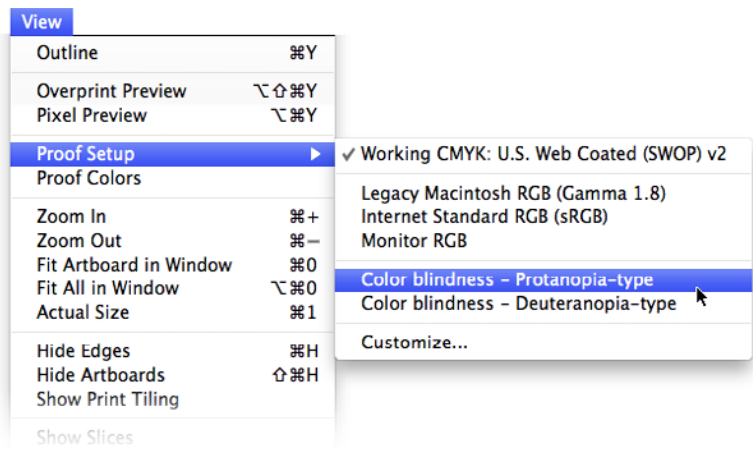 View
Outline ⌘Y
Overprint Preview ⌥⇧⌘Y
Pixel Preview ⌥⌘Y
Proof Setup ▶
Proof Colors
Zoom In ⌘+
Zoom Out ⌘−
Fit Artboard in Window ⌘0
Fit All in Window ⌥⌘0
Actual Size ⌘1
Hide Edges ⌘H
Hide Artboards ⇧⌘H
Show Print Tiling
Show Slices
✓ Working CMYK: U.S. Web Coated (SWOP) v2
Legacy Macintosh RGB (Gamma 1.8)
Internet Standard RGB (sRGB)
Monitor RGB
Color blindness – Protanopia-type
Color blindness – Deuteranopia-type
Customize...